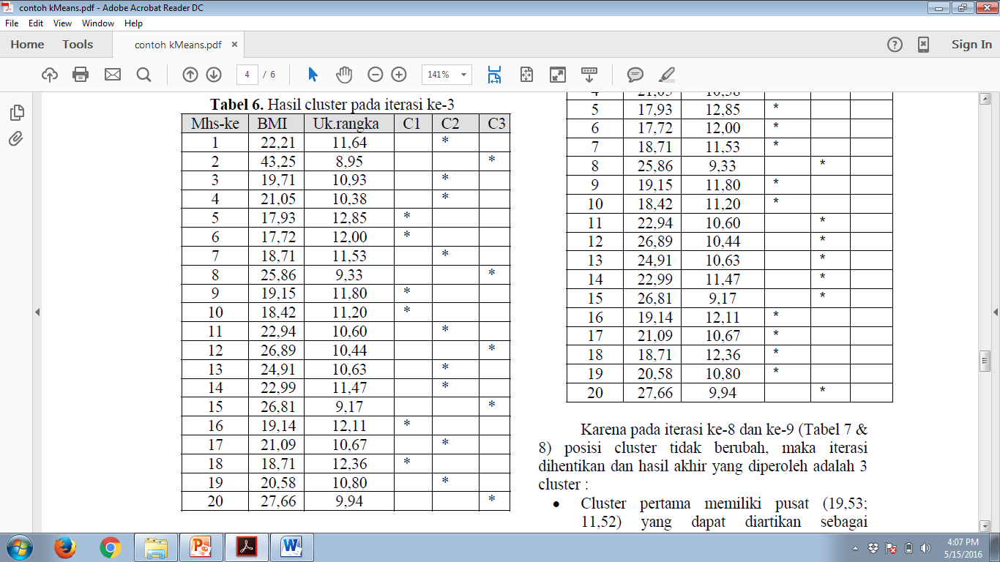 contoh kMeans.pdf - Adobe Acrobat Reader DC
File Edit View Window Help
Home Tools contoh kMeans.pdf × Sign In
4 / 6 141%
Tabel 6. Hasil cluster pada iterasi ke-3
Mhs-ke BMI Uk.rangka C1 C2 C3
1 22,21 11,64 *
2 43,25 8,95 *
3 19,71 10,93 *
4 21,05 10,38 *
5 17,93 12,85 *
6 17,72 12,00 *
7 18,71 11,53 *
8 25,86 9,33 *
9 19,15 11,80 *
10 18,42 11,20 *
11 22,94 10,60 *
12 26,89 10,44 *
13 24,91 10,63 *
14 22,99 11,47 *
15 26,81 9,17 *
16 19,14 12,11 *
17 21,09 10,67 *
18 18,71 12,36 *
19 20,58 10,80 *
20 27,66 9,94 *
4 21,05 10,38
5 17,93 12,85 *
6 17,72 12,00 *
7 18,71 11,53 *
8 25,86 9,33 *
9 19,15 11,80 *
10 18,42 11,20 *
11 22,94 10,60 *
12 26,89 10,44 *
13 24,91 10,63 *
14 22,99 11,47 *
15 26,81 9,17 *
16 19,14 12,11 *
17 21,09 10,67 *
18 18,71 12,36 *
19 20,58 10,80 *
20 27,66 9,94 *
Karena pada iterasi ke-8 dan ke-9 (Tabel 7 &
8) posisi cluster tidak berubah, maka iterasi
dihentikan dan hasil akhir yang diperoleh adalah 3
cluster :
• Cluster pertama memiliki pusat (19,53;
11,52) yang dapat diartikan sebagai
4:07 PM
5/15/2016